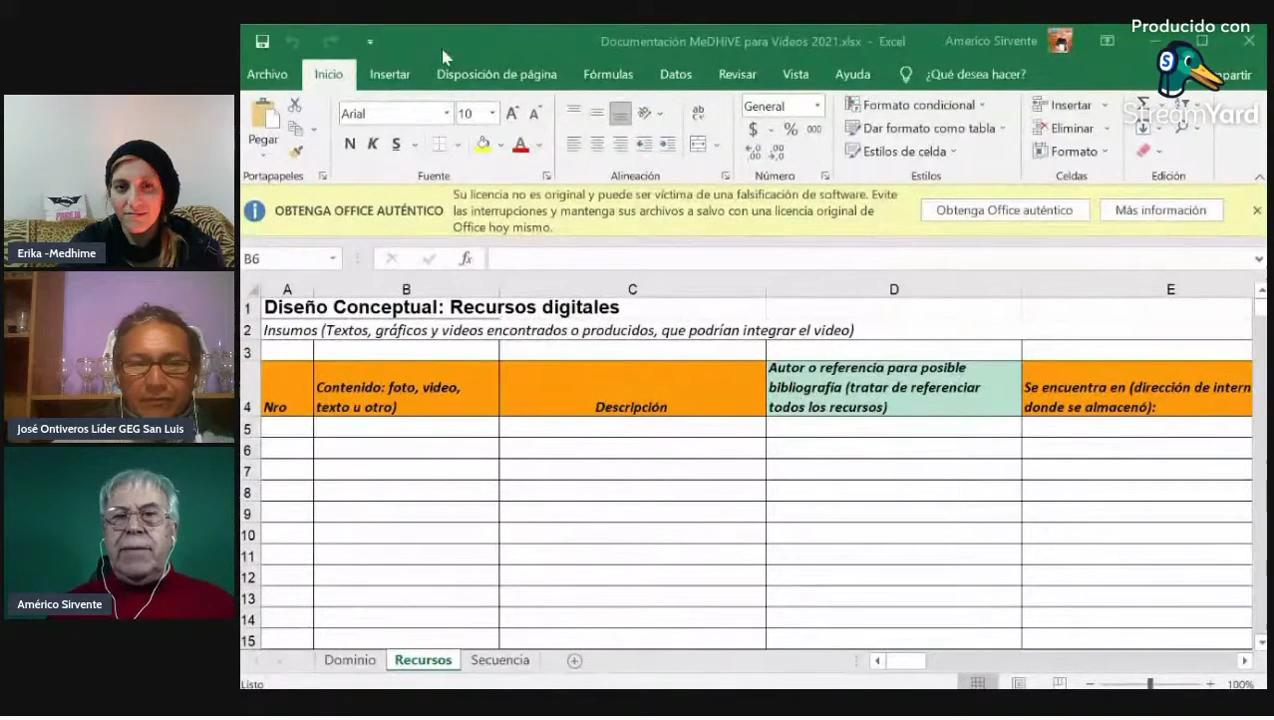 Producido con
StreamYard
Documentación MeDHiVE para Videos 2021.xlsx - Excel
Americo Sirvente
Archivo
Inicio
Insertar
Disposición de página
Fórmulas
Datos
Revisar
Vista
Ayuda
¿Qué desea hacer?
Pegar
Arial
10
N K S
General
$ % 000
Formato condicional
Dar formato como tabla
Estilos de celda
Insertar
Eliminar
Formato
Portapapeles
Fuente
Alineación
Número
Estilos
Celdas
Edición
OBTENGA OFFICE AUTÉNTICO
Su licencia no es original y puede ser víctima de una falsificación de software. Evite
las interrupciones y mantenga sus archivos a salvo con una licencia original de
Office hoy mismo.
Obtenga Office auténtico
Más información
B6
fx
A B C D E
1 Diseño Conceptual: Recursos digitales
2 Insumos (Textos, gráficos y videos encontrados o producidos, que podrían integrar el video)
3
4
Nro
Contenido: foto, video,
texto u otro)
Descripción
Autor o referencia para posible
bibliografía (tratar de referenciar
todos los recursos)
Se encuentra en (dirección de intern
donde se almacenó):
5
6
7
8
9
10
11
12
13
14
15
Dominio
Recursos
Secuencia
Listo
100%
Erika -Medhime
José Ontiveros Líder GEG San Luis
Américo Sirvente